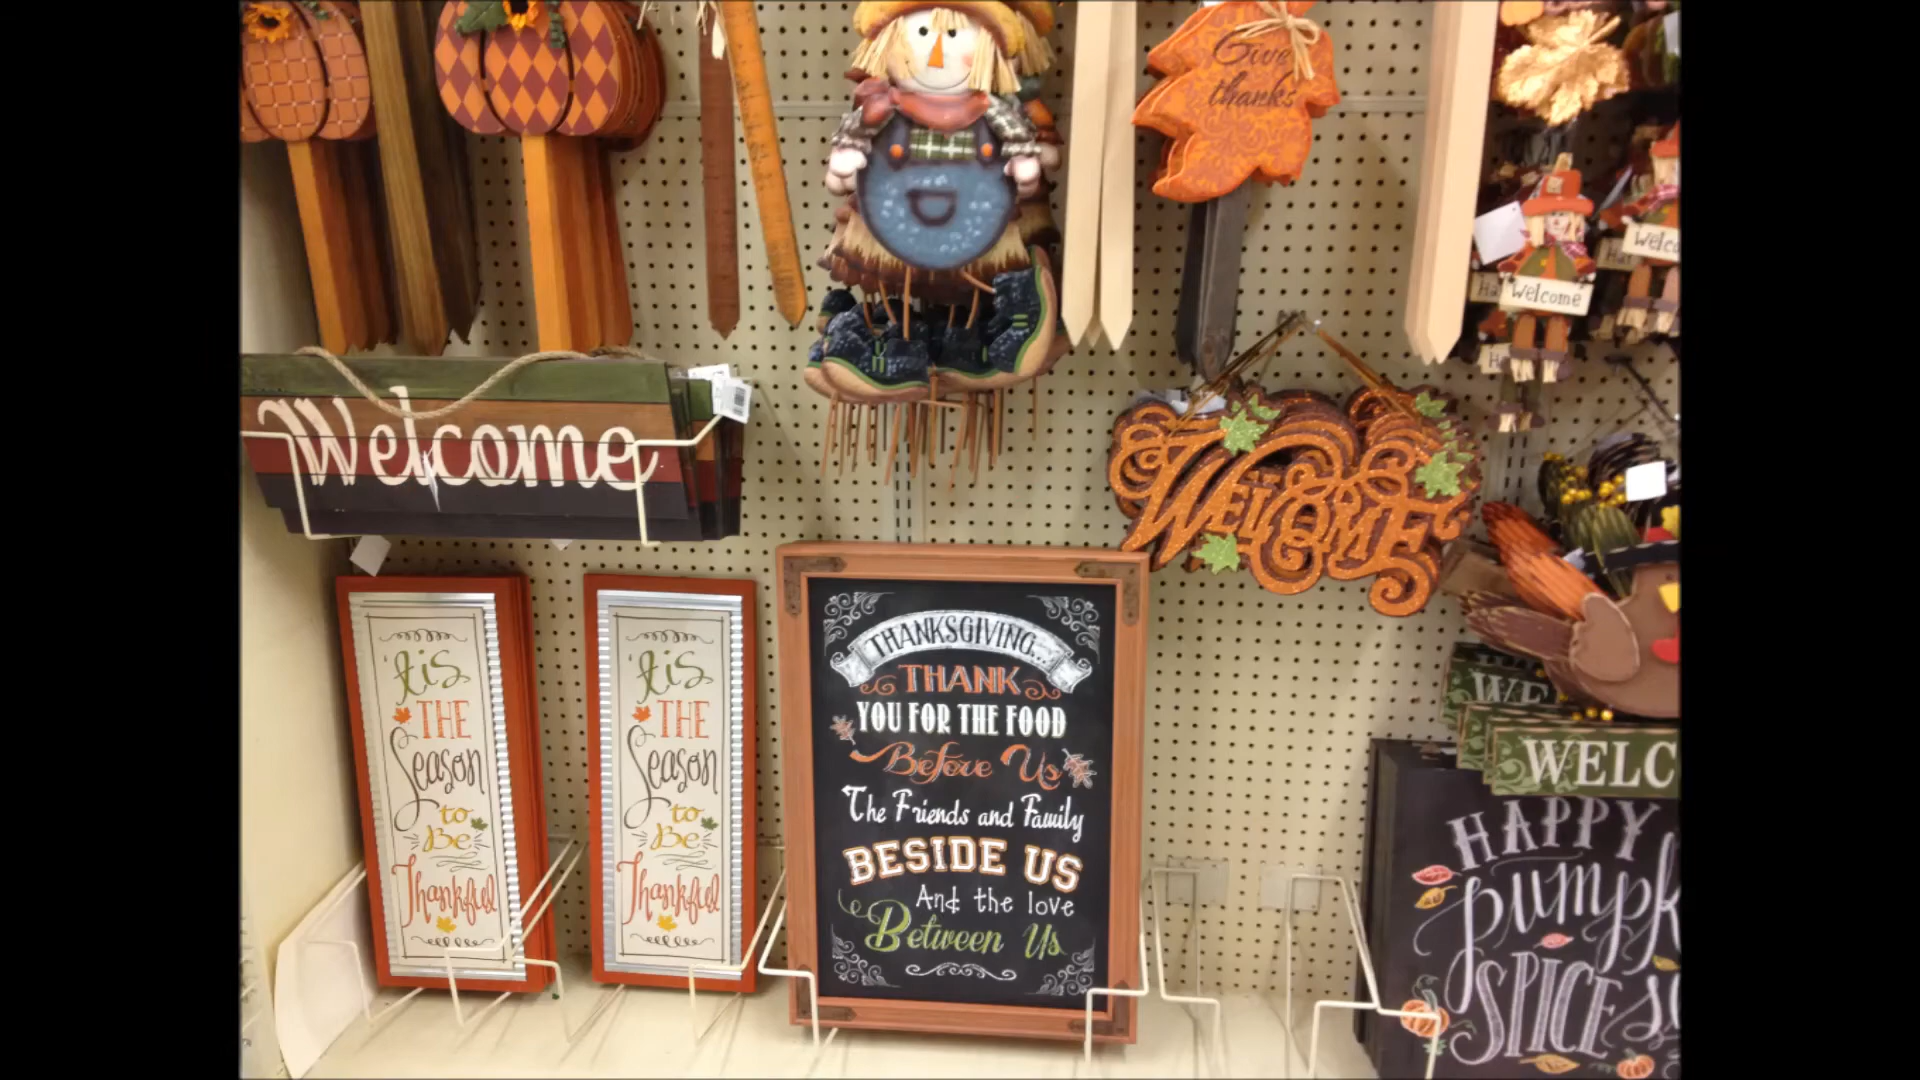 Give
thanks
Welcome
Welcome
Ha
Welcome
WELCOME
'tis
THE
Season
to
Be
Thankful
'tis
THE
Season
to
Be
Thankful
THANKSGIVING...
THANK
YOU FOR THE FOOD
Before Us
The Friends and Family
BESIDE US
And the love
Between Us
WE
WELC
HAPPY
pumpk
SPICE